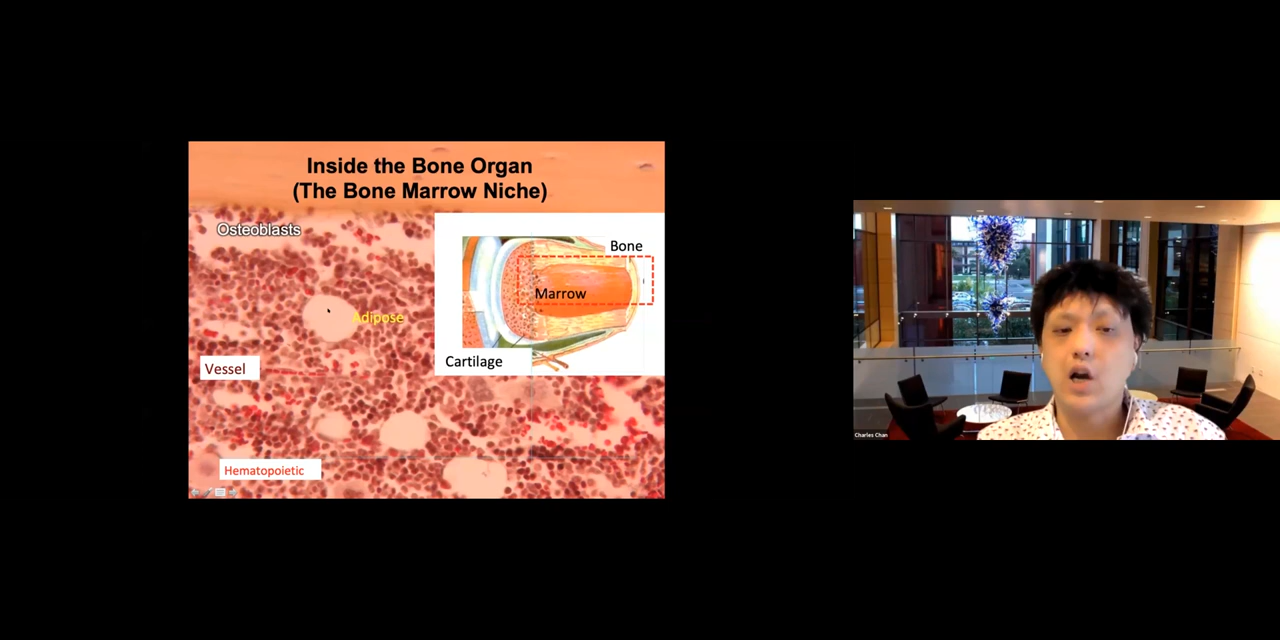 Inside the Bone Organ
(The Bone Marrow Niche)
Osteoblasts
Bone
Marrow
Adipose
Cartilage
Vessel
Hematopoietic
Charles Chan